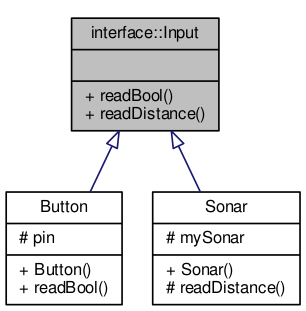 interface::Input
+ readBool()
+ readDistance()
Button
# pin
+ Button()
+ readBool()
Sonar
# mySonar
+ Sonar()
# readDistance()